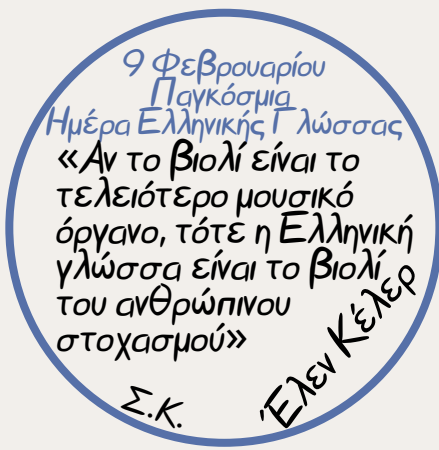 9 Φεβρουαρίου
Παγκόσμια
Ημέρα Ελληνικής Γλώσσας
«Αν το βιολί είναι το
τελειότερο μουσικό
όργανο, τότε η Ελληνική
γλώσσα είναι το βιολί
του ανθρώπινου
στοχασμού»
Έλεν Κέλερ
Σ.Κ.